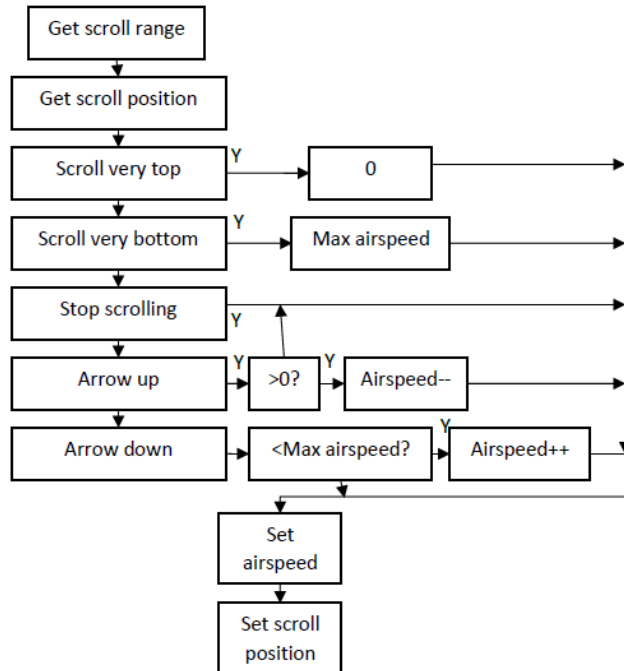 Get scroll range
Get scroll position
Scroll very top
Y
0
Scroll very bottom
Y
Max airspeed
Stop scrolling
Y
Arrow up
Y
>0?
Y
Airspeed--
Arrow down
<Max airspeed?
Y
Airspeed++
Set
airspeed
Set scroll
position